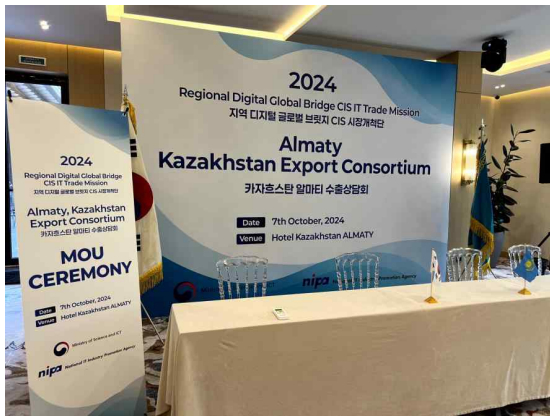 2024
Regional Digital Global Bridge CIS IT Trade Mission
지역 디지털 글로벌 브릿지 CIS 시장개척단
Almaty
Kazakhstan Export Consortium
카자흐스탄 알마티 수출상담회
Date 7th October, 2024
Venue Hotel Kazakhstan ALMATY
nipa
Promotion Agency
2024
Regional Digital Global Bridge
CIS IT Trade Mission
지역 디지털 글로벌 브릿지 CIS 시장개척단
Almaty, Kazakhstan
Export Consortium
카자흐스탄 알마티 수출상담회
MOU
CEREMONY
Date 7th October, 2024
Venue Hotel Kazakhstan ALMATY
Ministry of Science and ICT
nipa National IT Industry Promotion Agency